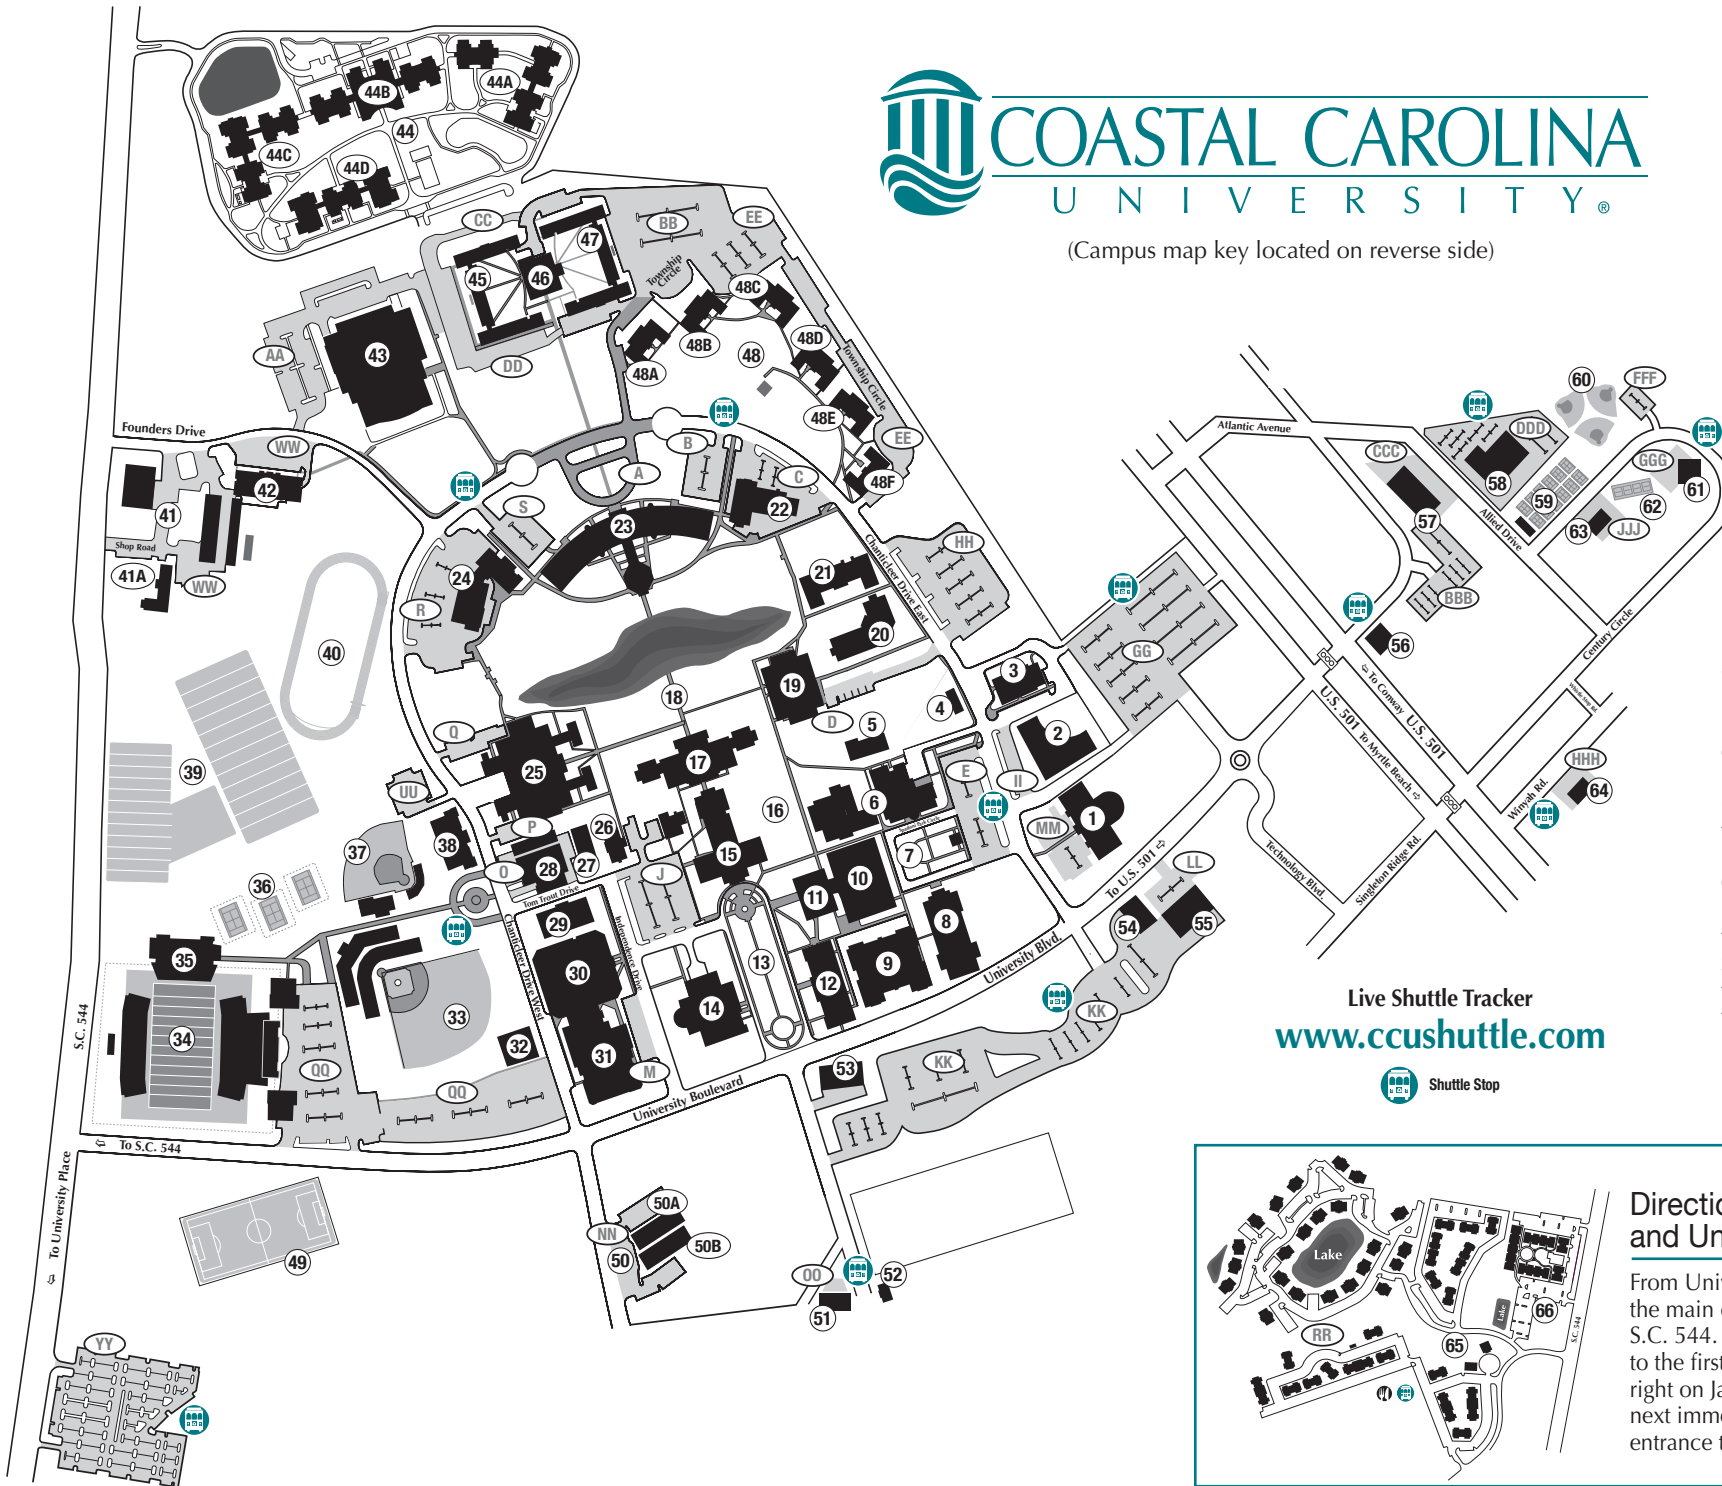 COASTAL CAROLINA
UNIVERSITY®
(Campus map key located on reverse side)
44B
44A
44
44C
44D
CC
BB
EE
47
45
46
Township
Circle
48C
48B
48
48D
48A
Township Circle
AA
43
DD
48E
EE
48F
Founders Drive
WW
42
41
Shop Road
41A
WW
B
A
C
S
22
23
24
R
Chanticleer Drive East
HH
21
20
40
GG
18
19
3
4
D
5
2
Q
25
17
39
UU
E
II
6
16
1
MM
P
26
38
37
7
27
28
15
10
O
J
LL
36
Tom Trout Drive
11
29
Independence Drive
Chanticleer Drive West
8
54
55
35
30
13
9
12
University Blvd.
To U.S. 501
14
33
34
32
31
KK
QQ
QQ
M
53
KK
University Boulevard
S.C. 544
To S.C. 544
To University Place
50A
NN
50
50B
49
OO
52
51
YY
Atlantic Avenue
60
FFF
CCC
DDD
58
GGG
61
59
62
57
Allied Drive
63
JJJ
BBB
56
Century Circle
To Conway
U.S. 501
U.S. 501
To Myrtle Beach
HHH
64
Winyah Rd.
Singleton Ridge Rd.
Technology Blvd.
Live Shuttle Tracker
www.ccushuttle.com
Shuttle Stop
Lake
Lake
66
RR
65
S.C. 544
Directio
and Un
From Univ
the main e
S.C. 544.
to the first
right on Ja
next imme
entrance t